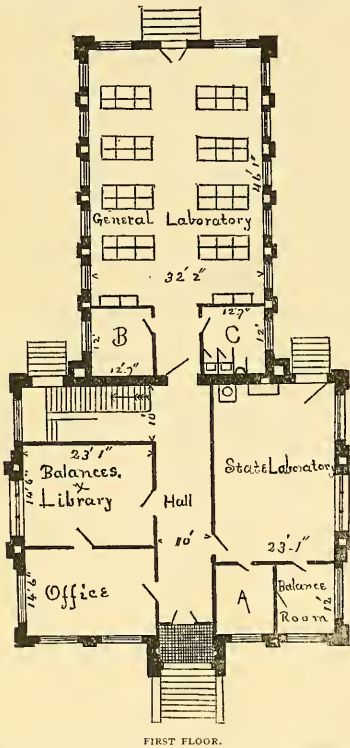 General Laboratory
46' 1"
32' 2"
B
12'
12'.7"
12'.7"
C
12'
10'
23' 1"
Balances.
&
Library
14'6"
State Laboratory
Hall
10'
23'-1"
Office
14'6"
A
Balance
Room
12'
FIRST FLOOR.